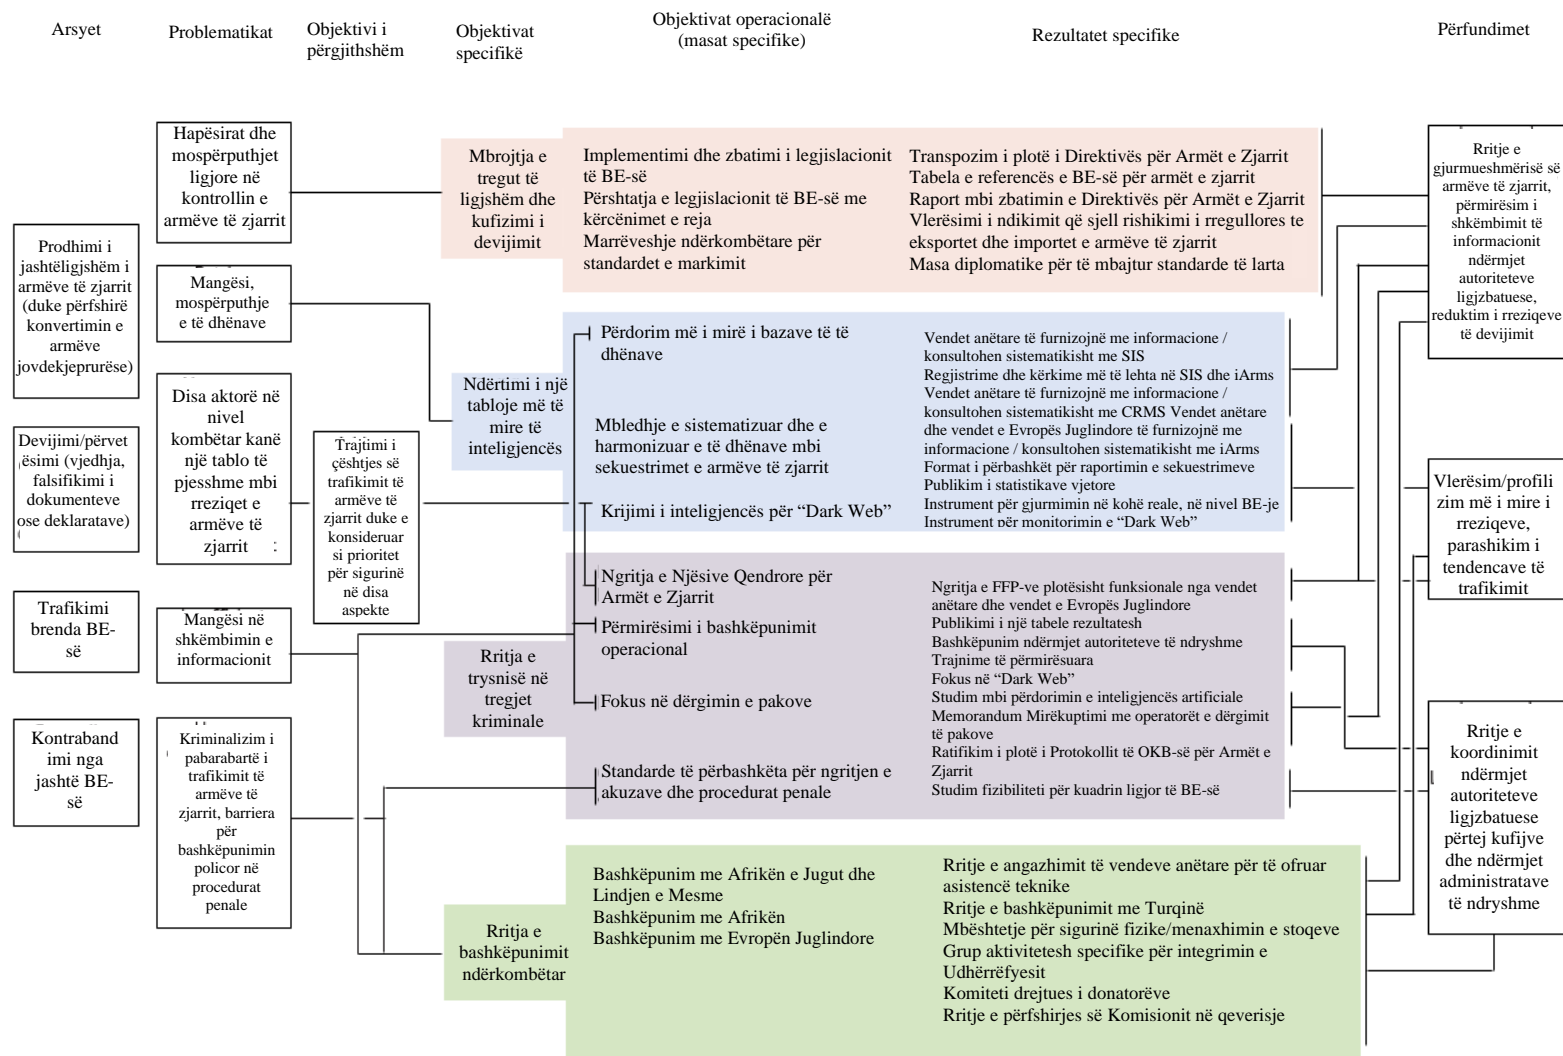 Arsyet
Problematikat
Objektivi i
përgjithshëm
Objektivat
specifikë
Objektivat operacionalë
(masat specifike)
Rezultatet specifike
Përfundimet
Prodhimi i
jashtëligjshëm i
armëve të zjarrit
(duke përfshirë
konvertimin e
armëve
jovdekjeprurëse)
Devijimi/përvet
ësimi (vjedhja,
falsifikimi i
dokumenteve
ose deklaratave)
Trafikimi
brenda BE-
së
Kontraband
imi nga
jashtë BE-
së
Hapësirat dhe
mospërputhjet
ligjore në
kontrollin e
armëve të zjarrit
Mangësi,
mospërputhje
e të dhënave
Disa aktorë në
nivel
kombëtar kanë
një tablo të
pjesshme mbi
rreziqet e
armëve të
zjarrit
Mangësi në
shkëmbimin e
informacionit
Kriminalizim i
pabarabartë i
trafikimit të
armëve të
zjarrit, barriera
për
bashkëpunimin
policor në
procedurat
penale
Trajtimi i
çështjes së
trafikimit të
armëve të
zjarrit duke e
konsideruar
si prioritet
për sigurinë
në disa
aspekte
Mbrojtja e
tregut të
ligjshëm dhe
kufizimi i
devijimit
Implementimi dhe zbatimi i legjislacionit
të BE-së
Përshtatja e legjislacionit të BE-së me
kërcënimet e reja
Marrëveshje ndërkombëtare për
standardet e markimit
Transpozim i plotë i Direktivës për Armët e Zjarrit
Tabela e referencës e BE-së për armët e zjarrit
Raport mbi zbatimin e Direktivës për Armët e Zjarrit
Vlerësimi i ndikimit që sjell rishikimi i rregullores te
eksportet dhe importet e armëve të zjarrit
Masa diplomatike për të mbajtur standarde të larta
Ndërtimi i një
tabloje më të
mire të
inteligjencës
Përdorim më i mirë i bazave të të
dhënave
Mbledhje e sistematizuar dhe e
harmonizuar e të dhënave mbi
sekuestrimet e armëve të zjarrit
Krijimi i inteligjencës për “Dark Web”
Vendet anëtare të furnizojnë me informacione /
konsultohen sistematikisht me SIS
Regjistrime dhe kërkime më të lehta në SIS dhe iArms
Vendet anëtare të furnizojnë me informacione /
konsultohen sistematikisht me CRMS Vendet anëtare
dhe vendet e Evropës Juglindore të furnizojnë me
informacione / konsultohen sistematikisht me iArms
Format i përbashkët për raportimin e sekuestrimeve
Publikim i statistikave vjetore
Instrument për gjurmimin në kohë reale, në nivel BE-je
Instrument për monitorimin e “Dark Web”
Rritja e
trysnisë në
tregjet
kriminale
Ngritja e Njësive Qendrore për
Armët e Zjarrit
Përmirësimi i bashkëpunimit
operacional
Fokus në dërgimin e pakove
Standarde të përbashkëta për ngritjen e
akuzave dhe procedurat penale
Ngritja e FFP-ve plotësisht funksionale nga vendet
anëtare dhe vendet e Evropës Juglindore
Publikimi i një tabele rezultatesh
Bashkëpunim ndërmjet autoriteteve të ndryshme
Trajnime të përmirësuara
Fokus në “Dark Web”
Studim mbi përdorimin e inteligjencës artificiale
Memorandum Mirëkuptimi me operatorët e dërgimit
të pakove
Ratifikim i plotë i Protokollit të OKB-së për Armët e
Zjarrit
Studim fizibiliteti për kuadrin ligjor të BE-së
Rritja e
bashkëpunimit
ndërkombëtar
Bashkëpunim me Afrikën e Jugut dhe
Lindjen e Mesme
Bashkëpunim me Afrikën
Bashkëpunim me Evropën Juglindore
Rritje e angazhimit të vendeve anëtare për të ofruar
asistencë teknike
Rritje e bashkëpunimit me Turqinë
Mbështetje për sigurinë fizike/menaxhimin e stoqeve
Grup aktivitetesh specifike për integrimin e
Udhërrëfyesit
Komiteti drejtues i donatorëve
Rritje e përfshirjes së Komisionit në qeverisje
Rritje e
gjurmueshmërisë së
armëve të zjarrit,
përmirësim i
shkëmbimit të
informacionit
ndërmjet
autoriteteve
ligjzbatuese,
reduktim i rreziqeve
të devijimit
Vlerësim/profili
zim më i mire i
rreziqeve,
parashikim i
tendencave të
trafikimit
Rritje e
koordinimit
ndërmjet
autoriteteve
ligjzbatuese
përtej kufijve
dhe ndërmjet
administratave
të ndryshme